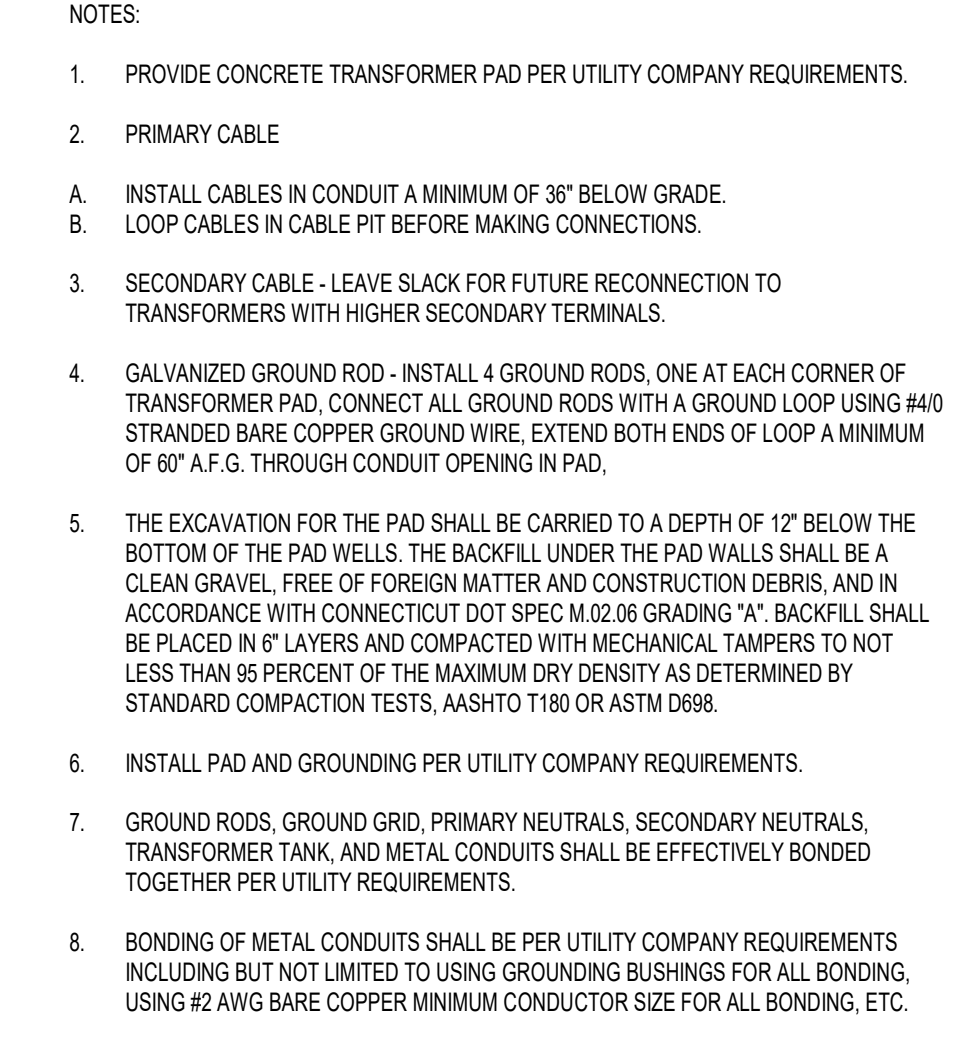 NOTES:
1. PROVIDE CONCRETE TRANSFORMER PAD PER UTILITY COMPANY REQUIREMENTS.
2. PRIMARY CABLE
A. INSTALL CABLES IN CONDUIT A MINIMUM OF 36" BELOW GRADE.
B. LOOP CABLES IN CABLE PIT BEFORE MAKING CONNECTIONS.
3. SECONDARY CABLE - LEAVE SLACK FOR FUTURE RECONNECTION TO
TRANSFORMERS WITH HIGHER SECONDARY TERMINALS.
4. GALVANIZED GROUND ROD - INSTALL 4 GROUND RODS, ONE AT EACH CORNER OF
TRANSFORMER PAD, CONNECT ALL GROUND RODS WITH A GROUND LOOP USING #4/0
STRANDED BARE COPPER GROUND WIRE, EXTEND BOTH ENDS OF LOOP A MINIMUM
OF 60" A.F.G. THROUGH CONDUIT OPENING IN PAD,
5. THE EXCAVATION FOR THE PAD SHALL BE CARRIED TO A DEPTH OF 12" BELOW THE
BOTTOM OF THE PAD WELLS. THE BACKFILL UNDER THE PAD WALLS SHALL BE A
CLEAN GRAVEL, FREE OF FOREIGN MATTER AND CONSTRUCTION DEBRIS, AND IN
ACCORDANCE WITH CONNECTICUT DOT SPEC M.02.06 GRADING "A". BACKFILL SHALL
BE PLACED IN 6" LAYERS AND COMPACTED WITH MECHANICAL TAMPERS TO NOT
LESS THAN 95 PERCENT OF THE MAXIMUM DRY DENSITY AS DETERMINED BY
STANDARD COMPACTION TESTS, AASHTO T180 OR ASTM D698.
6. INSTALL PAD AND GROUNDING PER UTILITY COMPANY REQUIREMENTS.
7. GROUND RODS, GROUND GRID, PRIMARY NEUTRALS, SECONDARY NEUTRALS,
TRANSFORMER TANK, AND METAL CONDUITS SHALL BE EFFECTIVELY BONDED
TOGETHER PER UTILITY REQUIREMENTS.
8. BONDING OF METAL CONDUITS SHALL BE PER UTILITY COMPANY REQUIREMENTS
INCLUDING BUT NOT LIMITED TO USING GROUNDING BUSHINGS FOR ALL BONDING,
USING #2 AWG BARE COPPER MINIMUM CONDUCTOR SIZE FOR ALL BONDING, ETC.